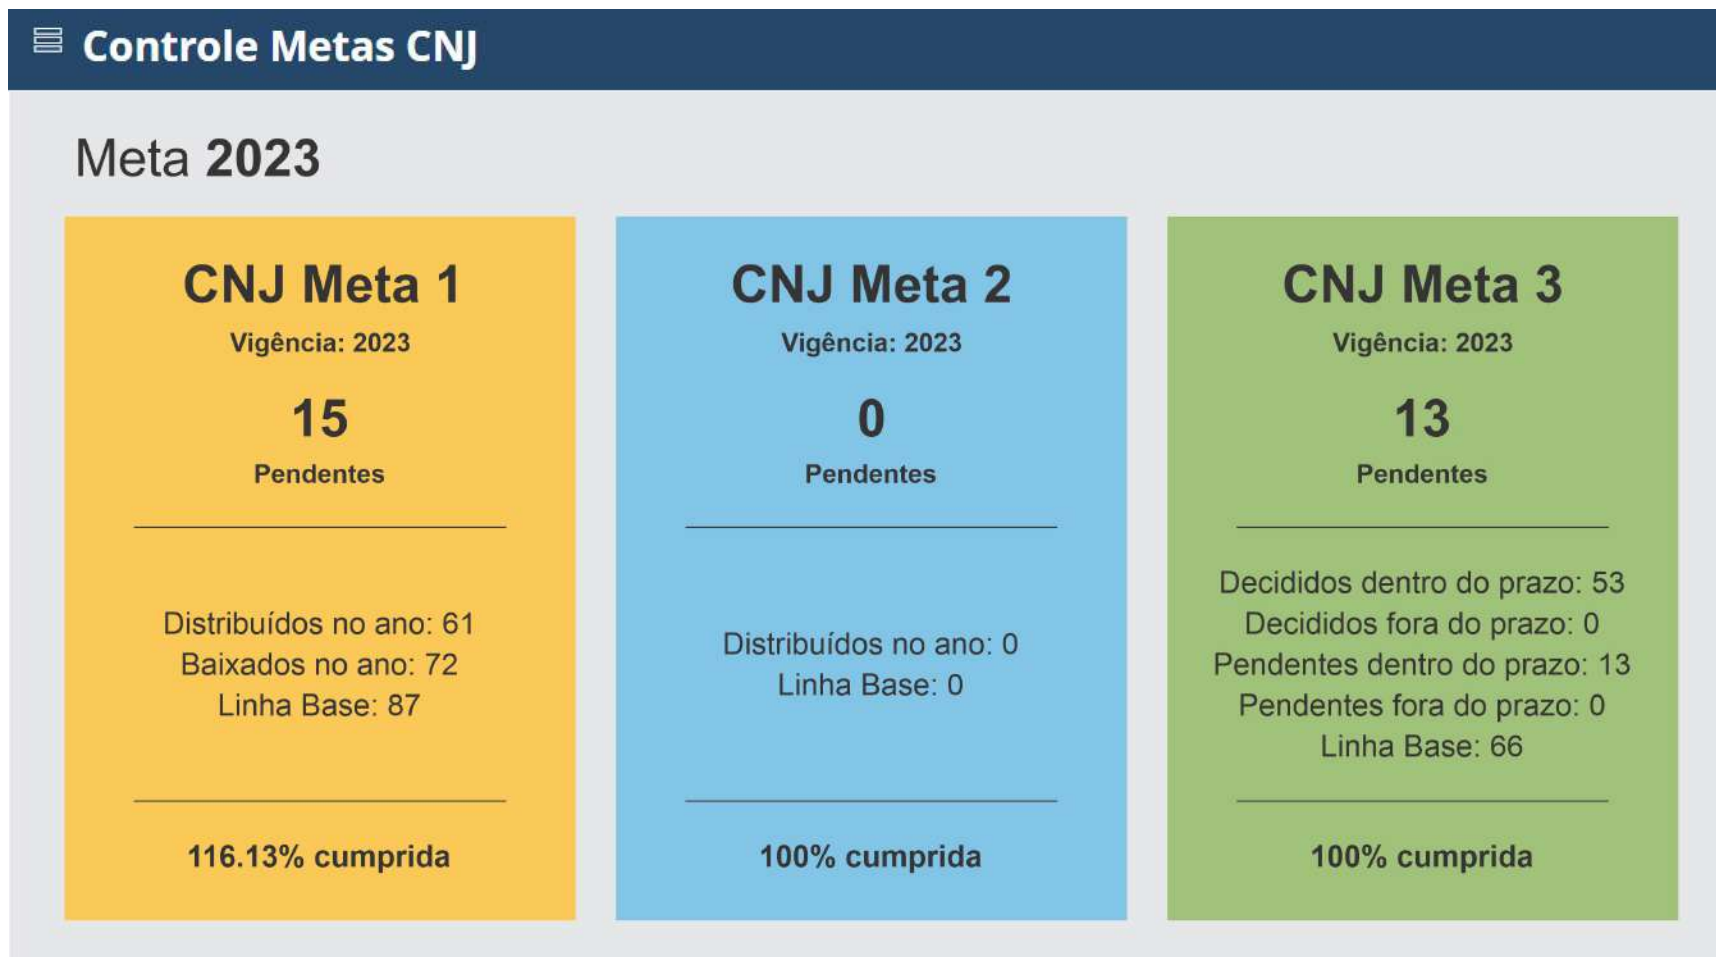 Controle Metas CNJ
Meta 2023
CNJ Meta 1
Vigência: 2023
15
Pendentes
Distribuídos no ano: 61
Baixados no ano: 72
Linha Base: 87
116.13% cumprida
CNJ Meta 2
Vigência: 2023
0
Pendentes
Distribuídos no ano: 0
Linha Base: 0
100% cumprida
CNJ Meta 3
Vigência: 2023
13
Pendentes
Decididos dentro do prazo: 53
Decididos fora do prazo: 0
Pendentes dentro do prazo: 13
Pendentes fora do prazo: 0
Linha Base: 66
100% cumprida